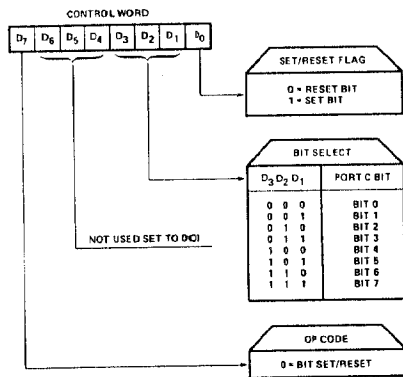 CONTROL WORD
D7 D6 D5 D4 D3 D2 D1 D0
SET/RESET FLAG
0 = RESET BIT
1 = SET BIT
BIT SELECT
D3 D2 D1 PORT C BIT
0 0 0 BIT 0
0 0 1 BIT 1
0 1 0 BIT 2
0 1 1 BIT 3
1 0 0 BIT 4
1 0 1 BIT 5
1 1 0 BIT 6
1 1 1 BIT 7
NOT USED SET TO
OP CODE
0 = BIT SET/RESET